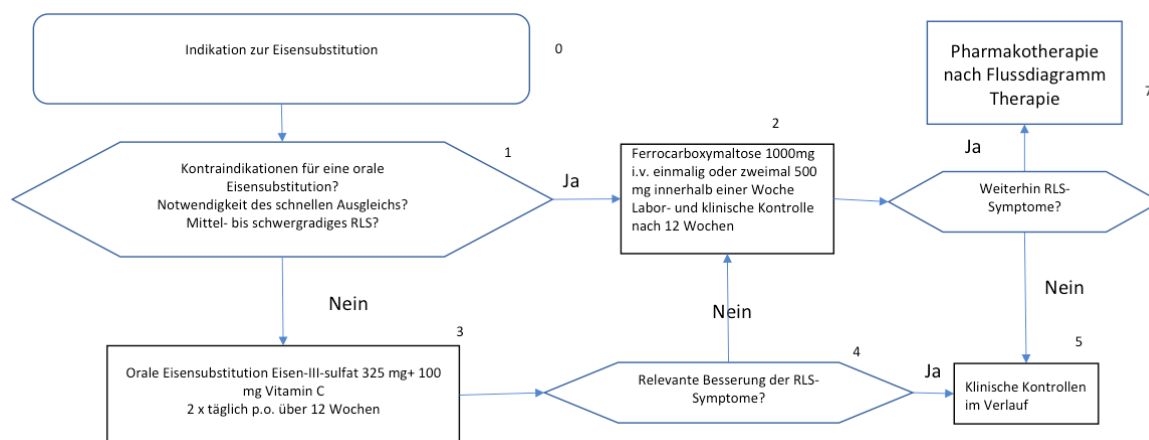 Indikation zur Eisensubstitution
0
Pharmakotherapie
nach Flussdiagramm
Therapie
7
Kontraindikationen für eine orale
Eisensubstitution?
Notwendigkeit des schnellen Ausgleichs?
Mittel- bis schwergradiges RLS?
1
Ja
2
Ferrocarboxymaltose 1000mg
i.v. einmalig oder zweimal 500
mg innerhalb einer Woche
Labor- und klinische Kontrolle
nach 12 Wochen
Ja
Weiterhin RLS-
Symptome?
Nein
Nein
Nein
3
Orale Eisensubstitution Eisen-III-sulfat 325 mg+ 100
mg Vitamin C
2 x täglich p.o. über 12 Wochen
4
Relevante Besserung der RLS-
Symptome?
Ja
5
Klinische Kontrollen
im Verlauf